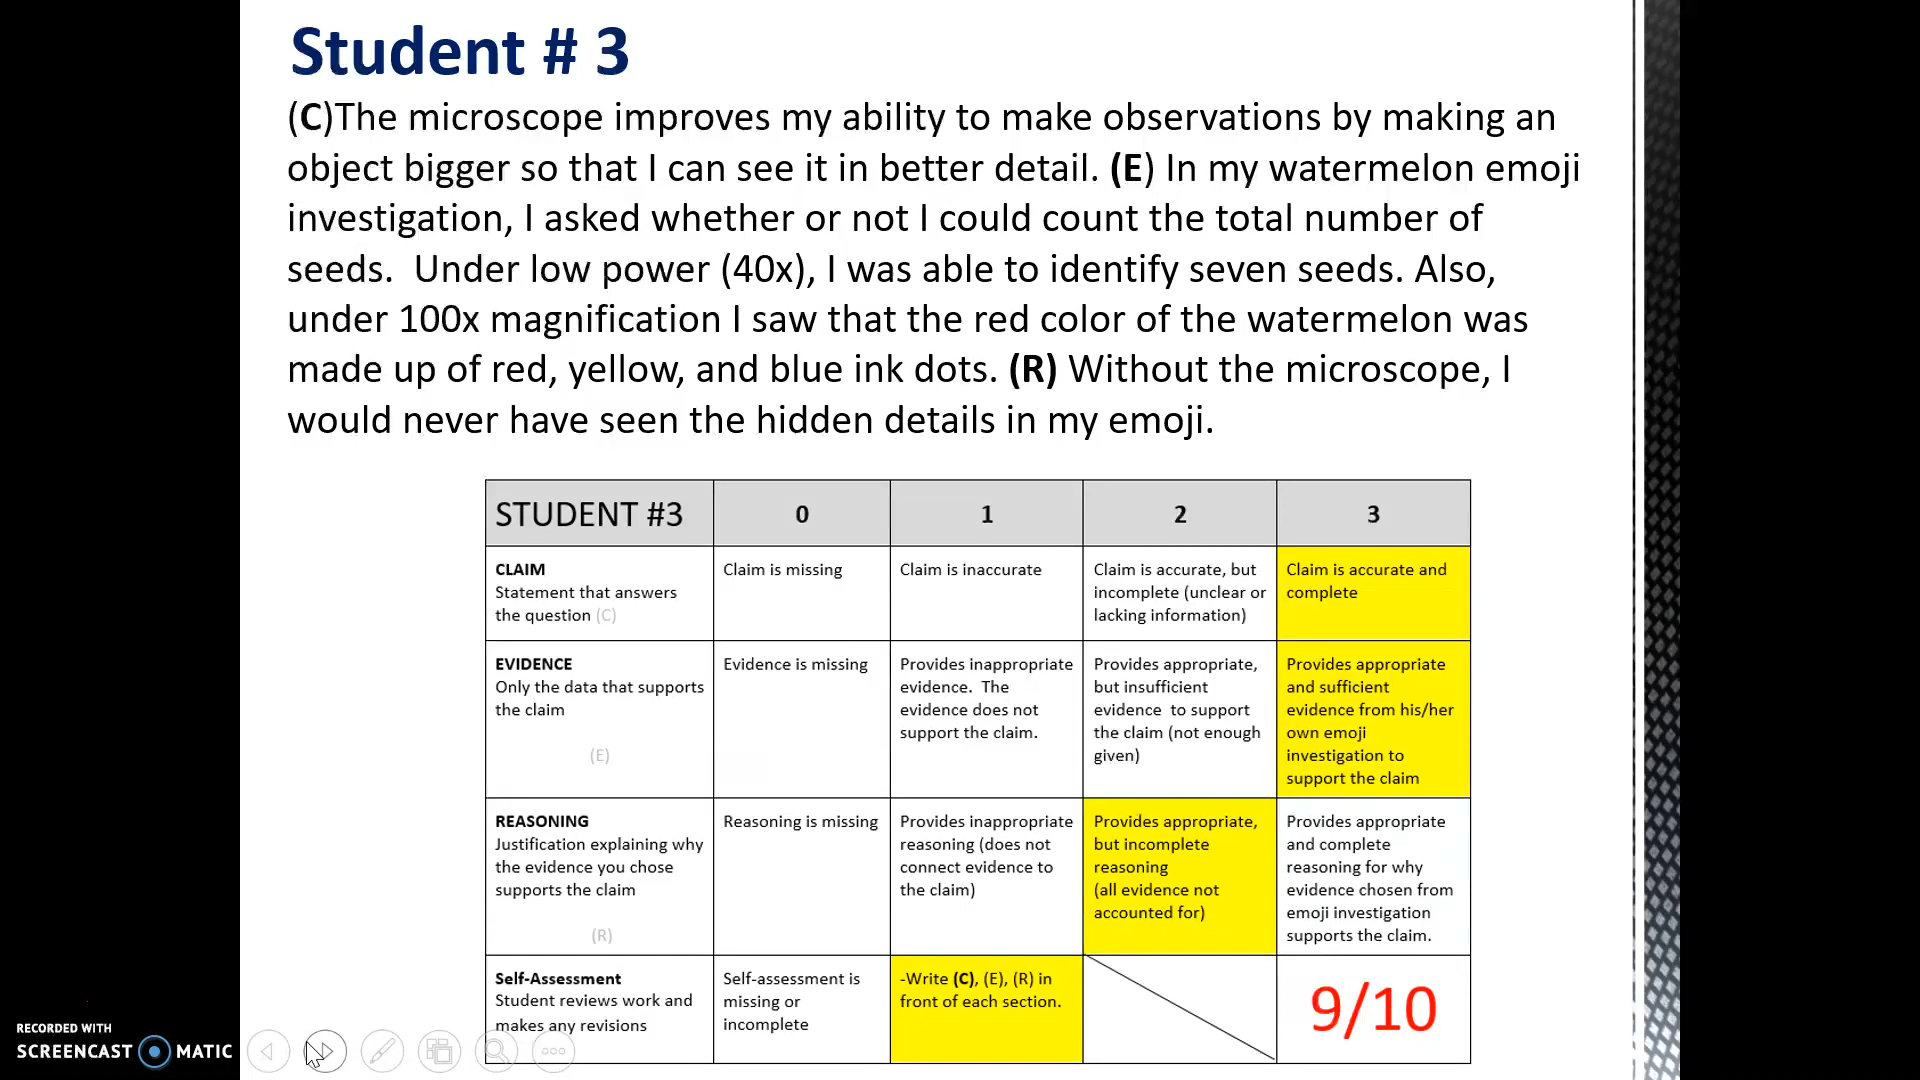 Student # 3
(C)The microscope improves my ability to make observations by making an
object bigger so that I can see it in better detail. (E) In my watermelon emoji
investigation, I asked whether or not I could count the total number of
seeds.  Under low power (40x), I was able to identify seven seeds. Also,
under 100x magnification I saw that the red color of the watermelon was
made up of red, yellow, and blue ink dots. (R) Without the microscope, I
would never have seen the hidden details in my emoji.
STUDENT #3
0
1
2
3
CLAIM
Statement that answers
the question (C)
Claim is missing
Claim is inaccurate
Claim is accurate, but
incomplete (unclear or
lacking information)
Claim is accurate and
complete
EVIDENCE
Only the data that supports
the claim
(E)
Evidence is missing
Provides inappropriate
evidence.  The
evidence does not
support the claim.
Provides appropriate,
but insufficient
evidence  to support
the claim (not enough
given)
Provides appropriate
and sufficient
evidence from his/her
own emoji
investigation to
support the claim
REASONING
Justification explaining why
the evidence you chose
supports the claim
(R)
Reasoning is missing
Provides inappropriate
reasoning (does not
connect evidence to
the claim)
Provides appropriate,
but incomplete
reasoning
(all evidence not
accounted for)
Provides appropriate
and complete
reasoning for why
evidence chosen from
emoji investigation
supports the claim.
Self-Assessment
Student reviews work and
makes any revisions
Self-assessment is
missing or
incomplete
-Write (C), (E), (R) in
front of each section.
9/10
RECORDED WITH
SCREENCAST MATIC